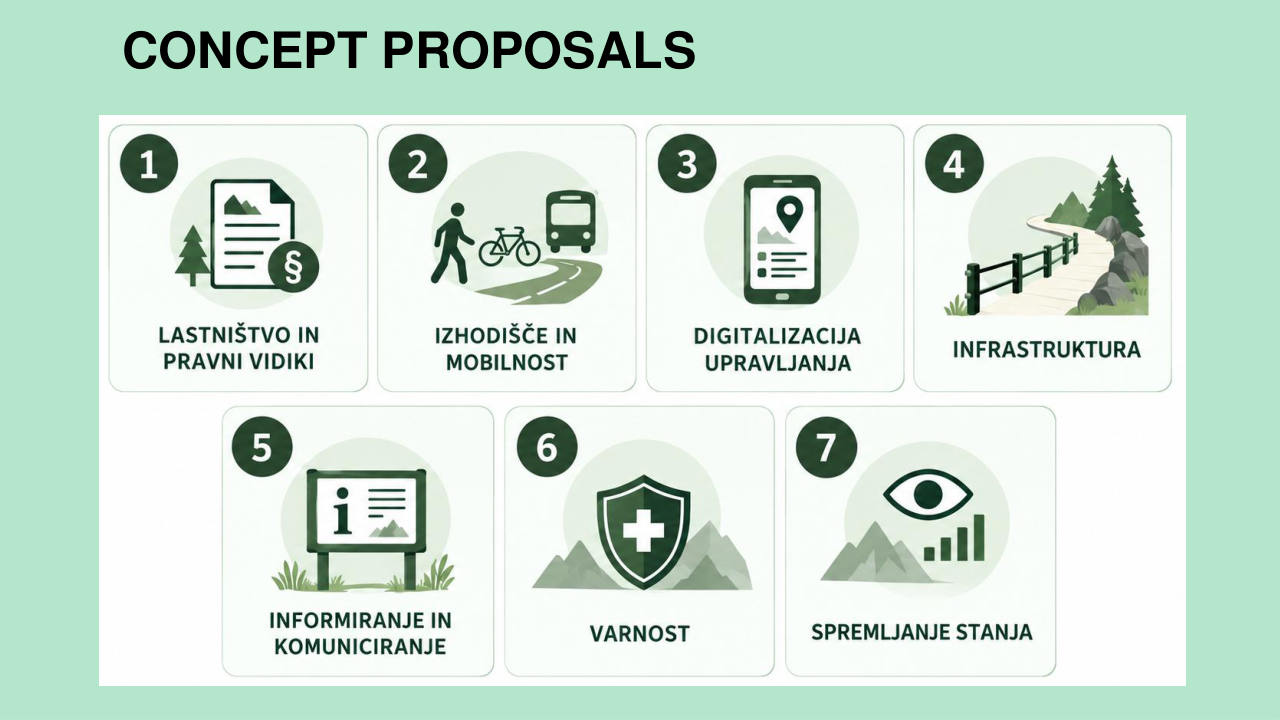 CONCEPT PROPOSALS
1
§
LASTNIŠTVO IN
PRAVNI VIDIKI
2
IZHODIŠČE IN
MOBILNOST
3
DIGITALIZACIJA
UPRAVLJANJA
4
INFRASTRUKTURA
5
i
INFORMIRANJE IN
KOMUNICIRANJE
6
VARNOST
7
SPREMLJANJE STANJA